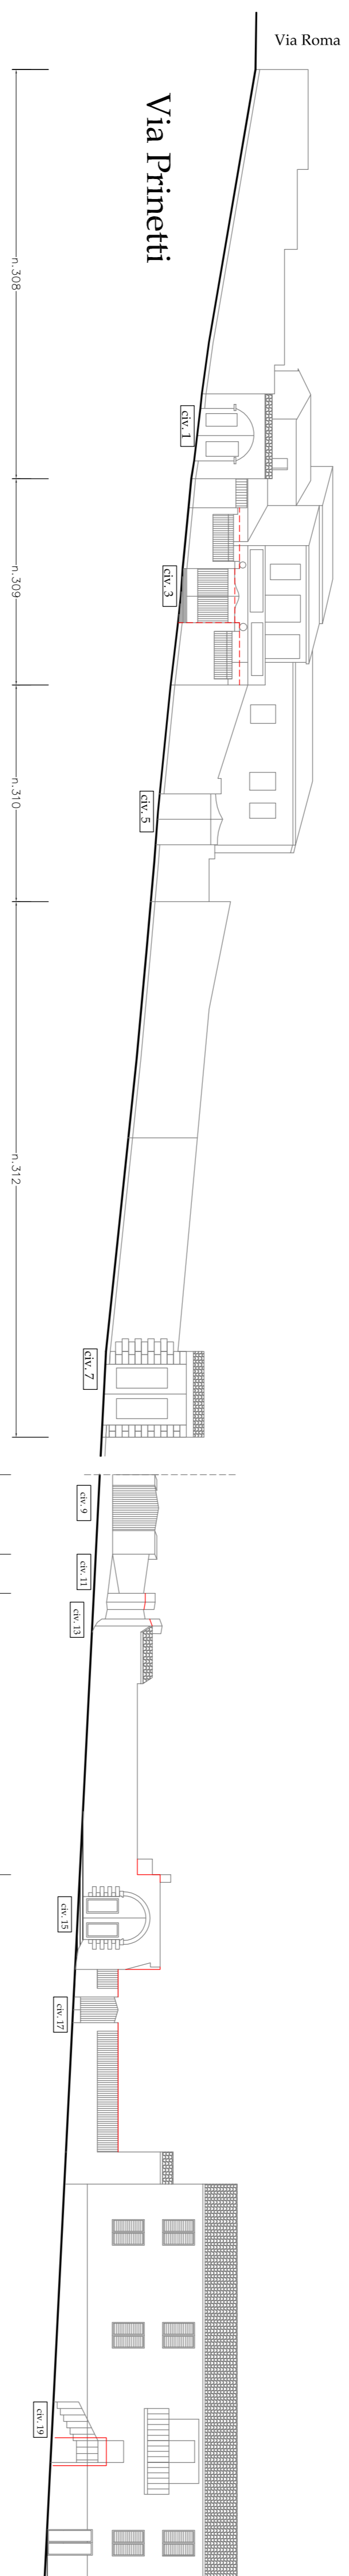 Via Roma
Via Prinetti
n.308
civ. 1
n.309
civ. 3
n.310
civ. 5
n.312
civ. 7
civ. 9
civ. 11
civ. 13
civ. 15
civ. 17
civ. 19